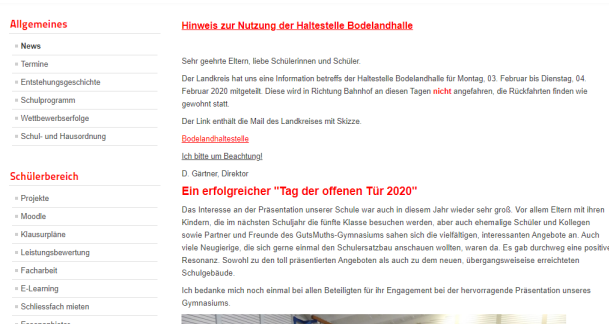 Allgemeines
News
Termine
Entstehungsgeschichte
Schulprogramm
Wettbewerbserfolge
Schul- und Hausordnung
Schülerbereich
Projekte
Moodle
Klausurpläne
Leistungsbewertung
Facharbeit
E-Learning
Schliessfach mieten
Essenanbieter
Hinweis zur Nutzung der Haltestelle Bodelandhalle
Sehr geehrte Eltern, liebe Schülerinnen und Schüler.
Der Landkreis hat uns eine Information betreffs der Haltestelle Bodelandhalle für Montag, 03. Februar bis Dienstag, 04.
Februar 2020 mitgeteilt. Diese wird in Richtung Bahnhof an diesen Tagen nicht angefahren, die Rückfahrten finden wie
gewohnt statt.
Der Link enthält die Mail des Landkreises mit Skizze.
Bodelandhaltestelle
Ich bitte um Beachtung!
D. Gärtner, Direktor
Ein erfolgreicher "Tag der offenen Tür 2020"
Das Interesse an der Präsentation unserer Schule war auch in diesem Jahr wieder sehr groß. Vor allem Eltern mit ihren
Kindern, die im nächsten Schuljahr die fünfte Klasse besuchen werden, aber auch ehemalige Schüler und Kollegen
sowie Partner und Freunde des GutsMuths-Gymnasiums sahen sich die vielfältigen, interessanten Angebote an. Auch
viele Neugierige, die sich gerne einmal den Schulersatzbau anschauen wollten, waren da. Es gab durchweg eine positive
Resonanz. Sowohl zu den toll präsentierten Angeboten als auch zu dem neuen, übergangsweiseise erreichteten
Schulgebäude.
Ich bedanke mich noch einmal bei allen Beteiligten für ihr Engagement bei der hervorragende Präsentation unseres
Gymnasiums.